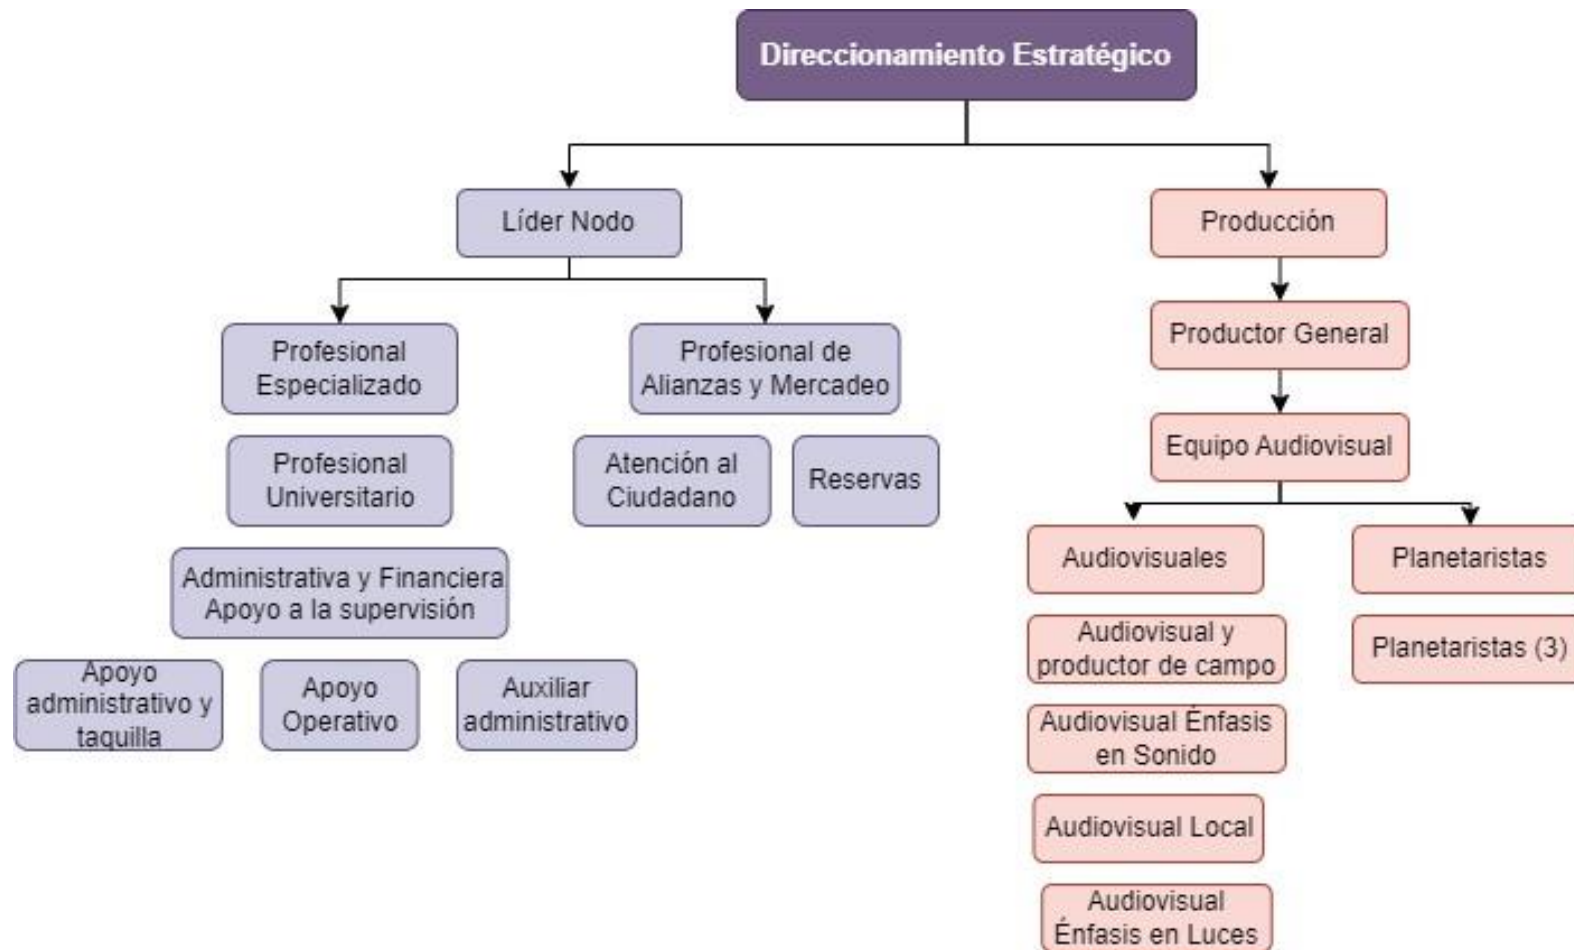 Direccionamiento Estratégico
Líder Nodo
Producción
Profesional
Especializado
Profesional de
Alianzas y Mercadeo
Productor General
Profesional
Universitario
Atención al
Ciudadano
Reservas
Equipo Audiovisual
Administrativa y Financiera
Apoyo a la supervisión
Audiovisuales
Planetaristas
Apoyo
administrativo y
taquilla
Apoyo
Operativo
Auxiliar
administrativo
Audiovisual y
productor de campo
Planetaristas (3)
Audiovisual Énfasis
en Sonido
Audiovisual Local
Audiovisual
Énfasis en Luces